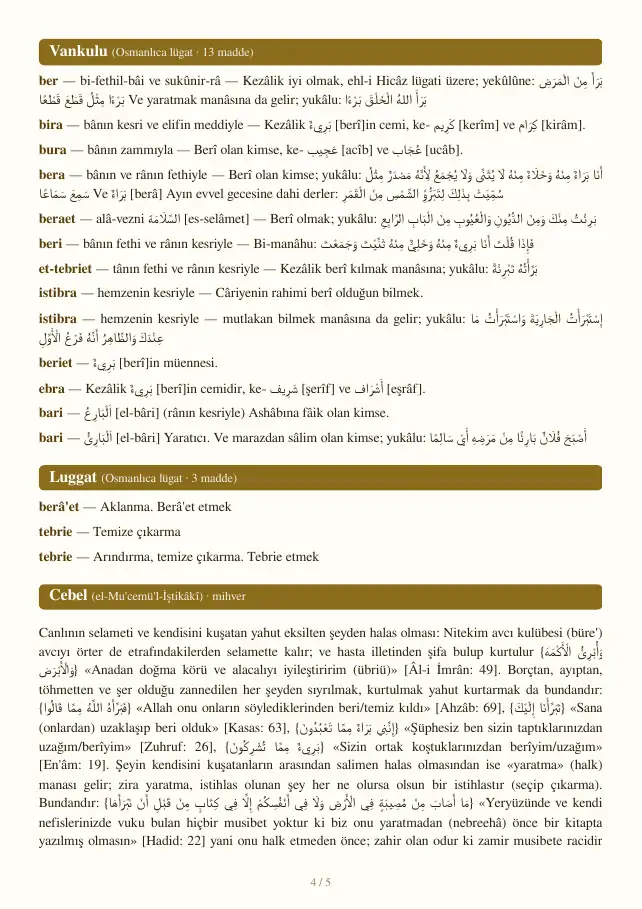 Vankulu (Osmanlıca lügat · 13 madde)
ber — bi-fethil-bâi ve sukûnir-râ — Kezâlik iyi olmak, ehl-i Hicâz lügati üzere; yekûlûne: بَرَأَ مِنَ الْمَرَضِ
بَرْءًا مِثْلُ قَطَعَ قَطْعًا Ve yaratmak manâsına da gelir; yukâlu: بَرَأَ اللهُ الْخَلْقَ بَرْءًا
bira — bânın kesri ve elifin meddiyle — Kezâlik بَرِيءٌ [berî]in cemi, ke- كَرِيم [kerîm] ve كِرَام [kirâm].
bura — bânın zammıyla — Berî olan kimse, ke- عَجِيب [acîb] ve عُجَاب [ucâb].
bera — bânın ve rânın fethiyle — Berî olan kimse; yukâlu: أَنَا بَرَاءٌ مِنْهُ وَخَلَاءٌ مِنْهُ لَا يُثَنَّى وَلَا يُجْمَعُ لِأَنَّهُ مَصْدَرٌ مِثْلُ
سَمِعَ سَمَاعًا Ve بَرَاءٌ [berâ] Ayın evvel gecesine dahi derler: سُمِّيَتْ بِذَلِكَ لِتَبَرُّؤِ الشَّمْسِ مِنَ الْقَمَرِ
beraet — alâ-vezni السَّلَامَة [es-selâmet] — Berî olmak; yukâlu: بَرِئْتُ مِنْكَ وَمِنَ الدُّيُونِ وَالْعُيُوبِ مِنَ الْبَابِ الرَّابِعِ
beri — bânın fethi ve rânın kesriyle — Bi-manâhu: فَإِذَا قُلْتَ أَنَا بَرِيءٌ مِنْهُ وَخَلِيٌّ مِنْهُ ثَنَّيْتَ وَجَمَعْتَ
et-tebriet — tânın fethi ve rânın kesriyle — Kezâlik berî kılmak manâsına; yukâlu: بَرَّأْتُهُ تَبْرِئَةً
istibra — hemzenin kesriyle — Câriyenin rahimi berî olduğun bilmek.
istibra — hemzenin kesriyle — mutlakan bilmek manâsına da gelir; yukâlu: إِسْتَبْرَأْتُ الْجَارِيَةَ وَاسْتَبْرَأْتُ مَا
عِنْدَكَ وَالظَّاهِرُ أَنَّهُ فَرْعُ الْأَوَّلِ
beriet — بَرِيءٌ [berî]in müennesi.
ebra — Kezâlik بَرِيءٌ [berî]in cemidir, ke- شَرِيف [şerîf] ve أَشْرَاف [eşrâf].
bari — اَلْبَارِعُ [el-bâri] (rânın kesriyle) Ashâbına fâik olan kimse.
bari — اَلْبَارِئُ [el-bâri] Yaratıcı. Ve marazdan sâlim olan kimse; yukâlu: أَصْبَحَ فُلَانٌ بَارِئًا مِنْ مَرَضِهِ أَيْ سَالِمًا
Luggat (Osmanlıca lügat · 3 madde)
berâ'et — Aklanma. Berâ'et etmek
tebrie — Temize çıkarma
tebrie — Arındırma, temize çıkarma. Tebrie etmek
Cebel (el-Mu'cemü'l-İştikâkî) · mihver
Canlının selameti ve kendisini kuşatan yahut eksilten şeyden halas olması: Nitekim avcı kulübesi (büre')
avcıyı örter de etrafındakilerden selamette kalır; ve hasta illetinden şifa bulup kurtulur {وَأُبْرِئُ الْأَكْمَهَ
وَالْأَبْرَصَ} «Anadan doğma körü ve alacalıyı iyileştiririm (übriü)» [Âl-i İmrân: 49]. Borçtan, ayıptan,
töhmetten ve şer olduğu zannedilen her şeyden sıyrılmak, kurtulmak yahut kurtarmak da bundandır:
{فَبَرَّأَهُ اللَّهُ مِمَّا قَالُوا} «Allah onu onların söylediklerinden beri/temiz kıldı» [Ahzâb: 69], {تَبَرَّأْنَا إِلَيْكَ} «Sana
(onlardan) uzaklaşıp beri olduk» [Kasas: 63], {إِنَّنِي بَرَاءٌ مِمَّا تَعْبُدُونَ} «Şüphesiz ben sizin taptıklarınızdan
uzağım/berîyim» [Zuhruf: 26], {بَرِيءٌ مِمَّا تُشْرِكُونَ} «Sizin ortak koştuklarınızdan berîyim/uzağım»
[En'âm: 19]. Şeyin kendisini kuşatanların arasından salimen halas olmasından ise «yaratma» (halk)
manası gelir; zira yaratma, istihlas olunan şey her ne olursa olsun bir istihlastır (seçip çıkarma).
Bundandır: {مَا أَصَابَ مِنْ مُصِيبَةٍ فِي الْأَرْضِ وَلَا فِي أَنْفُسِكُمْ إِلَّا فِي كِتَابٍ مِنْ قَبْلِ أَنْ نَبْرَأَهَا} «Yeryüzünde ve kendi
nefislerinizde vuku bulan hiçbir musibet yoktur ki biz onu yaratmadan (nebreehâ) önce bir kitapta
yazılmış olmasın» [Hadid: 22] yani onu halk etmeden önce; zahir olan odur ki zamir musibete racidir
4 / 5